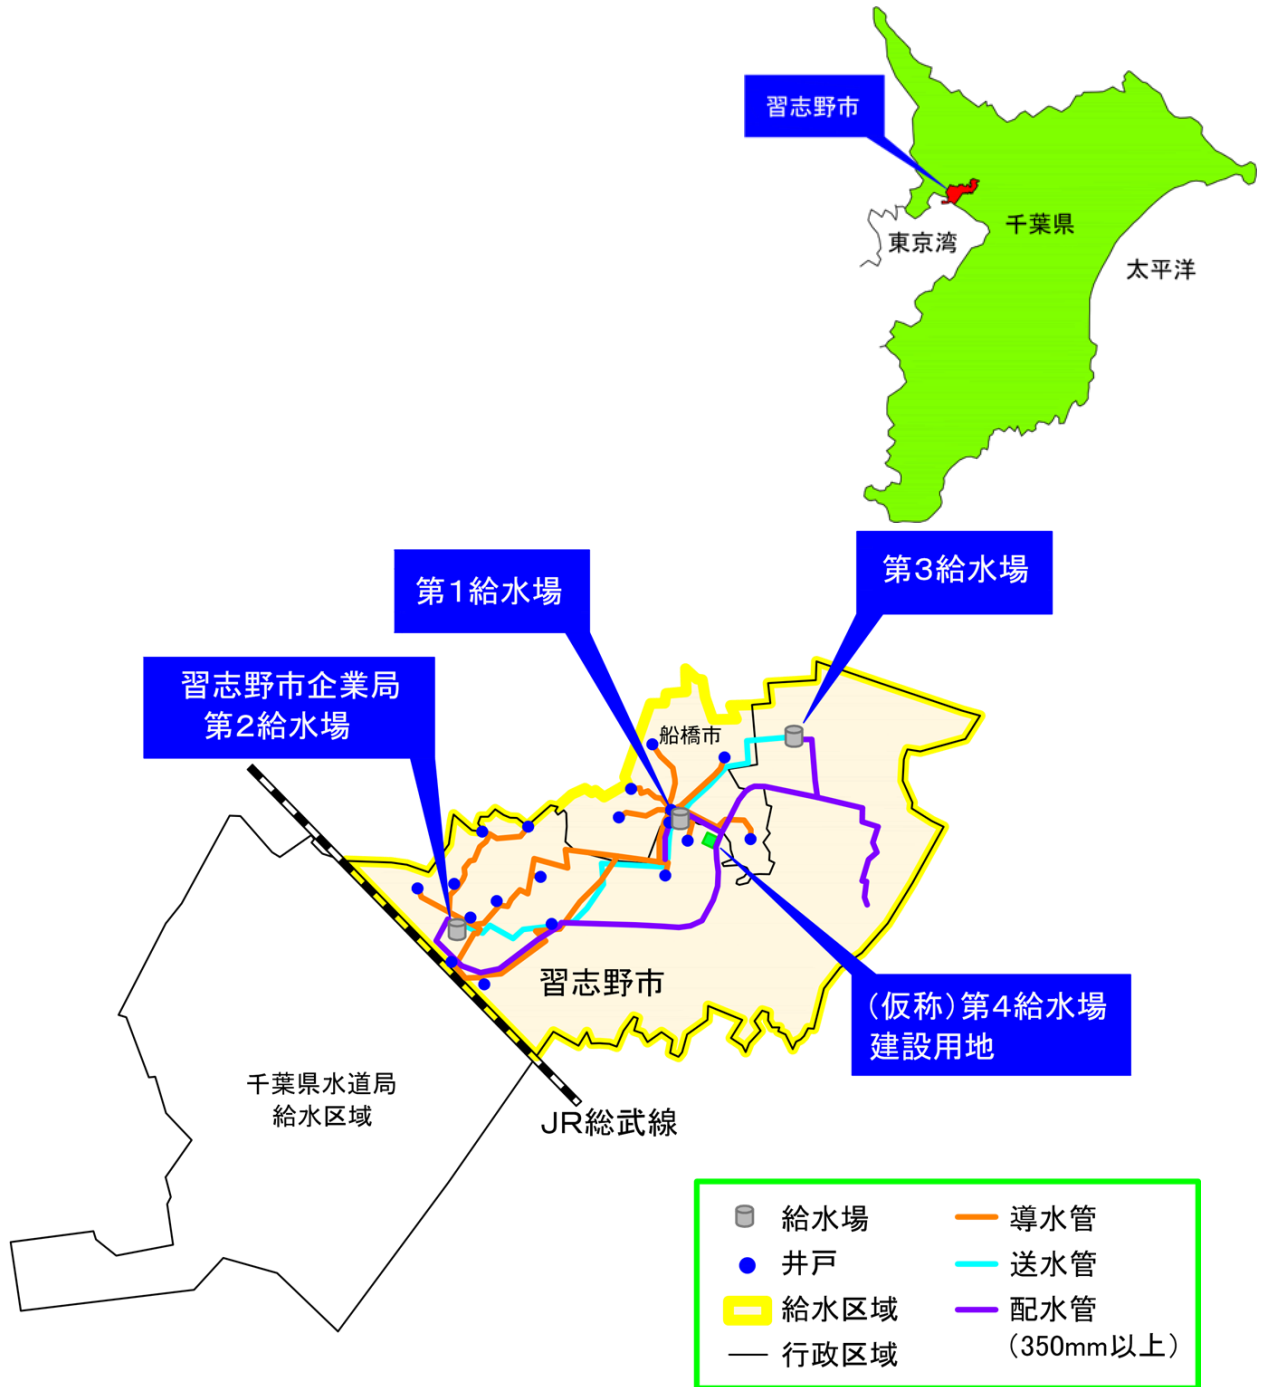 習志野市
千葉県
東京湾
太平洋
第3給水場
第1給水場
習志野市企業局
第2給水場
船橋市
習志野市
(仮称)第4給水場
建設用地
千葉県水道局
給水区域
JR総武線
給水場
導水管
井戸
送水管
給水区域
配水管
(350mm以上)
行政区域